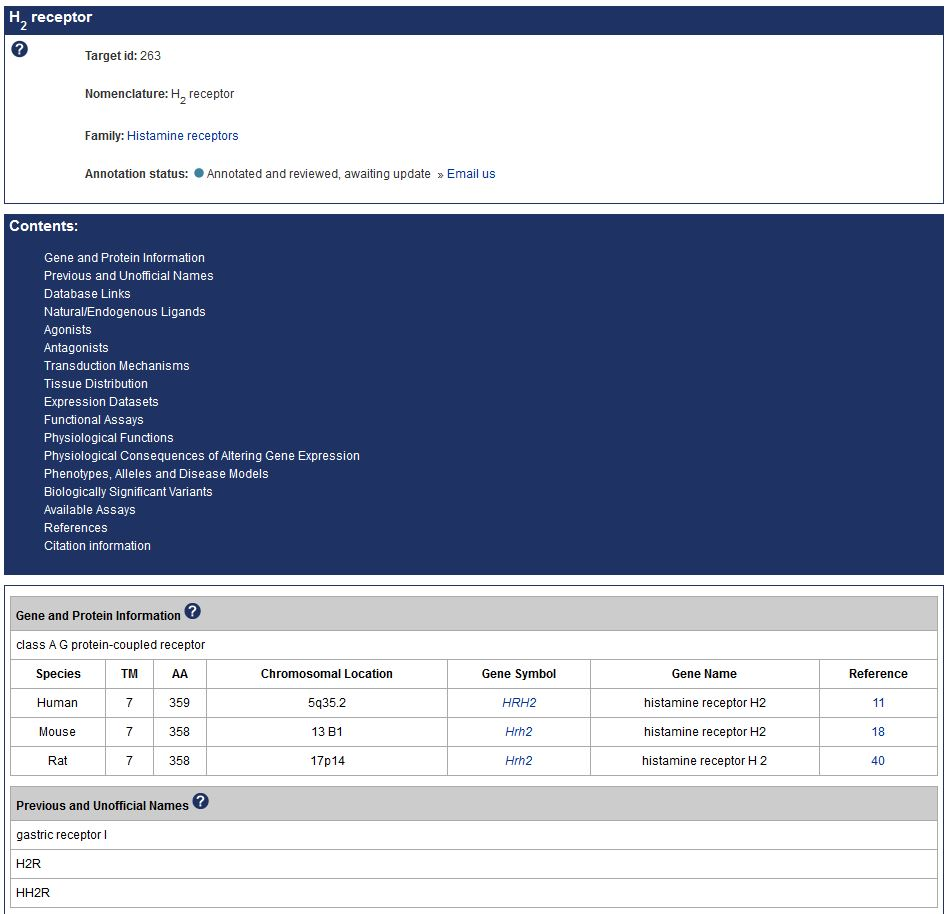 H2 receptor
?
Target id: 263
Nomenclature: H2 receptor
Family: Histamine receptors
Annotation status: Annotated and reviewed, awaiting update » Email us
Contents:
Gene and Protein Information
Previous and Unofficial Names
Database Links
Natural/Endogenous Ligands
Agonists
Antagonists
Transduction Mechanisms
Tissue Distribution
Expression Datasets
Functional Assays
Physiological Functions
Physiological Consequences of Altering Gene Expression
Phenotypes, Alleles and Disease Models
Biologically Significant Variants
Available Assays
References
Citation information
Gene and Protein Information ?
class A G protein-coupled receptor
Species TM AA Chromosomal Location Gene Symbol Gene Name Reference
Human 7 359 5q35.2 HRH2 histamine receptor H2 11
Mouse 7 358 13 B1 Hrh2 histamine receptor H2 18
Rat 7 358 17p14 Hrh2 histamine receptor H 2 40
Previous and Unofficial Names ?
gastric receptor I
H2R
HH2R